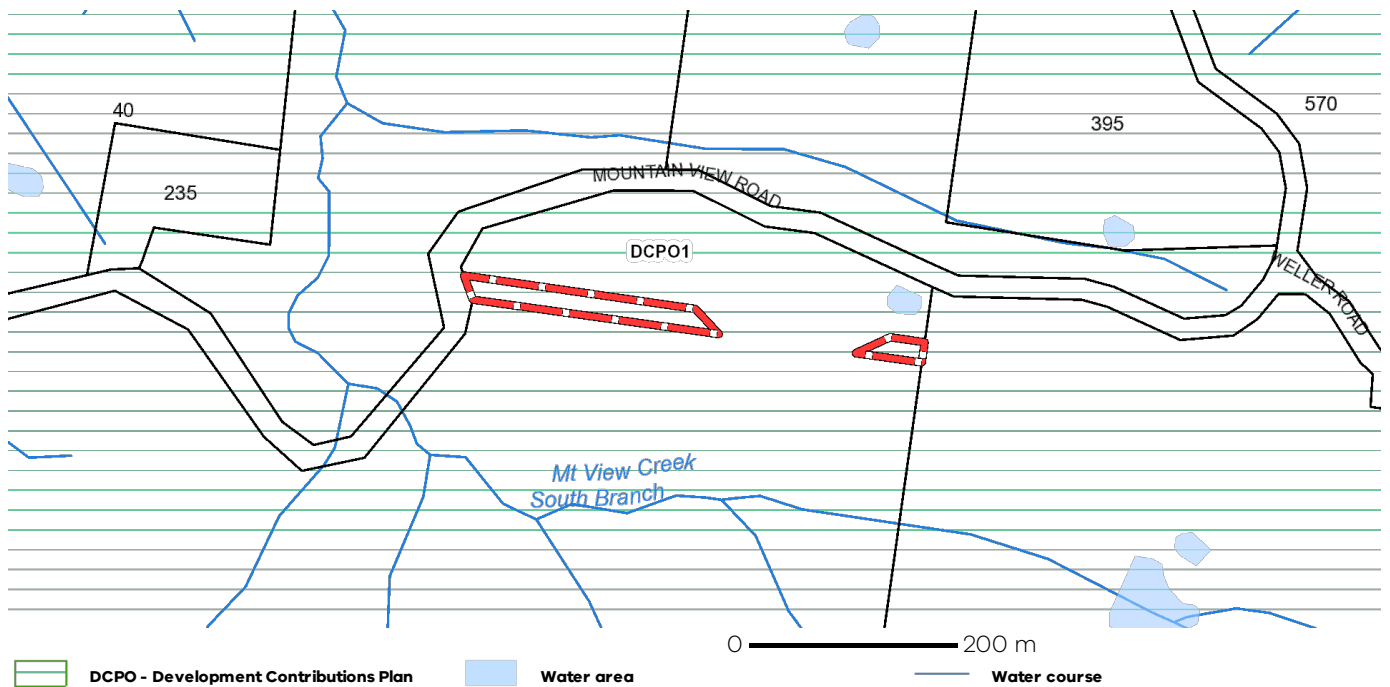 40
570
395
235
MOUNTAIN VIEW ROAD
DCPO1
WELLER ROAD
Mt View Creek
South Branch
0 200 m
DCPO - Development Contributions Plan Water area Water course